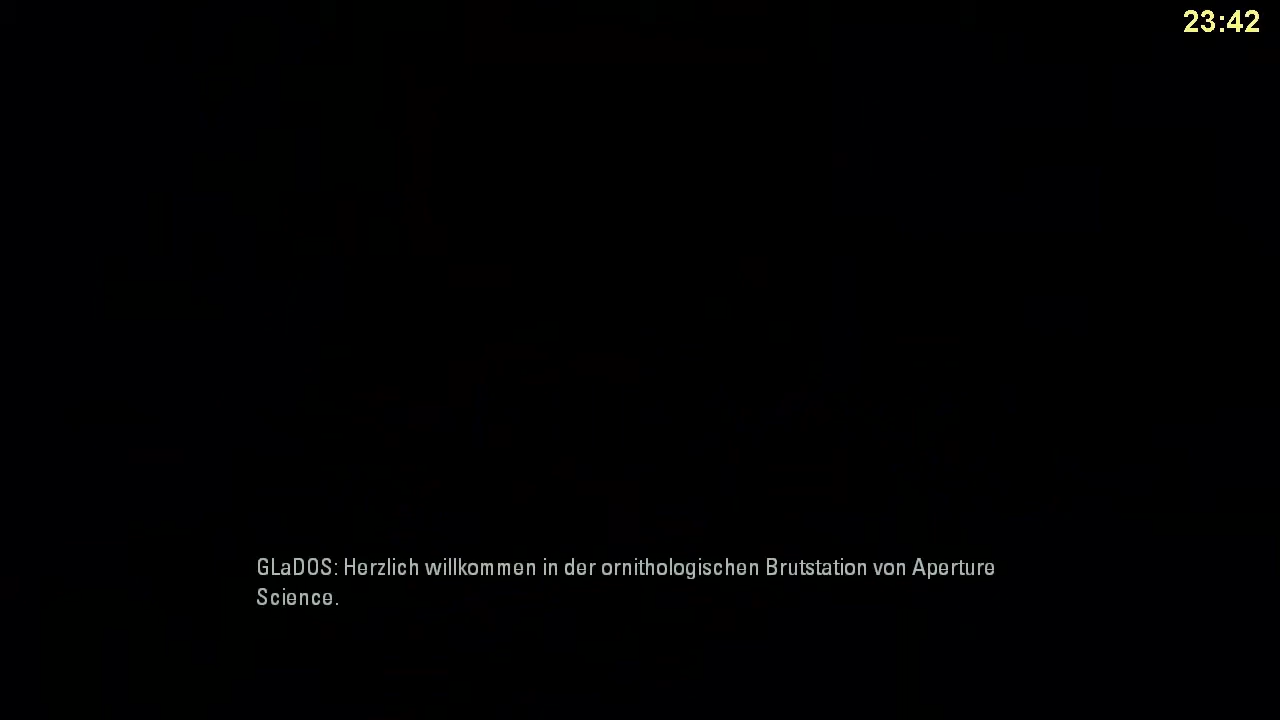 23:42
GLaDOS: Herzlich willkommen in der ornithologischen Brutstation von Aperture
Science.